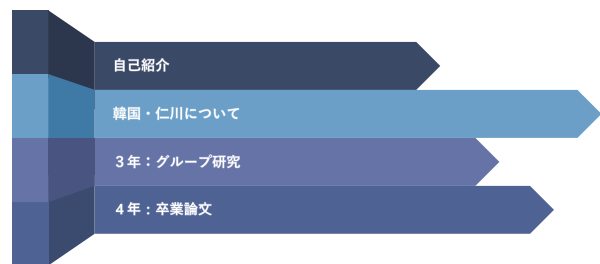 自己紹介
韓国・仁川について
３年：グループ研究
４年：卒業論文